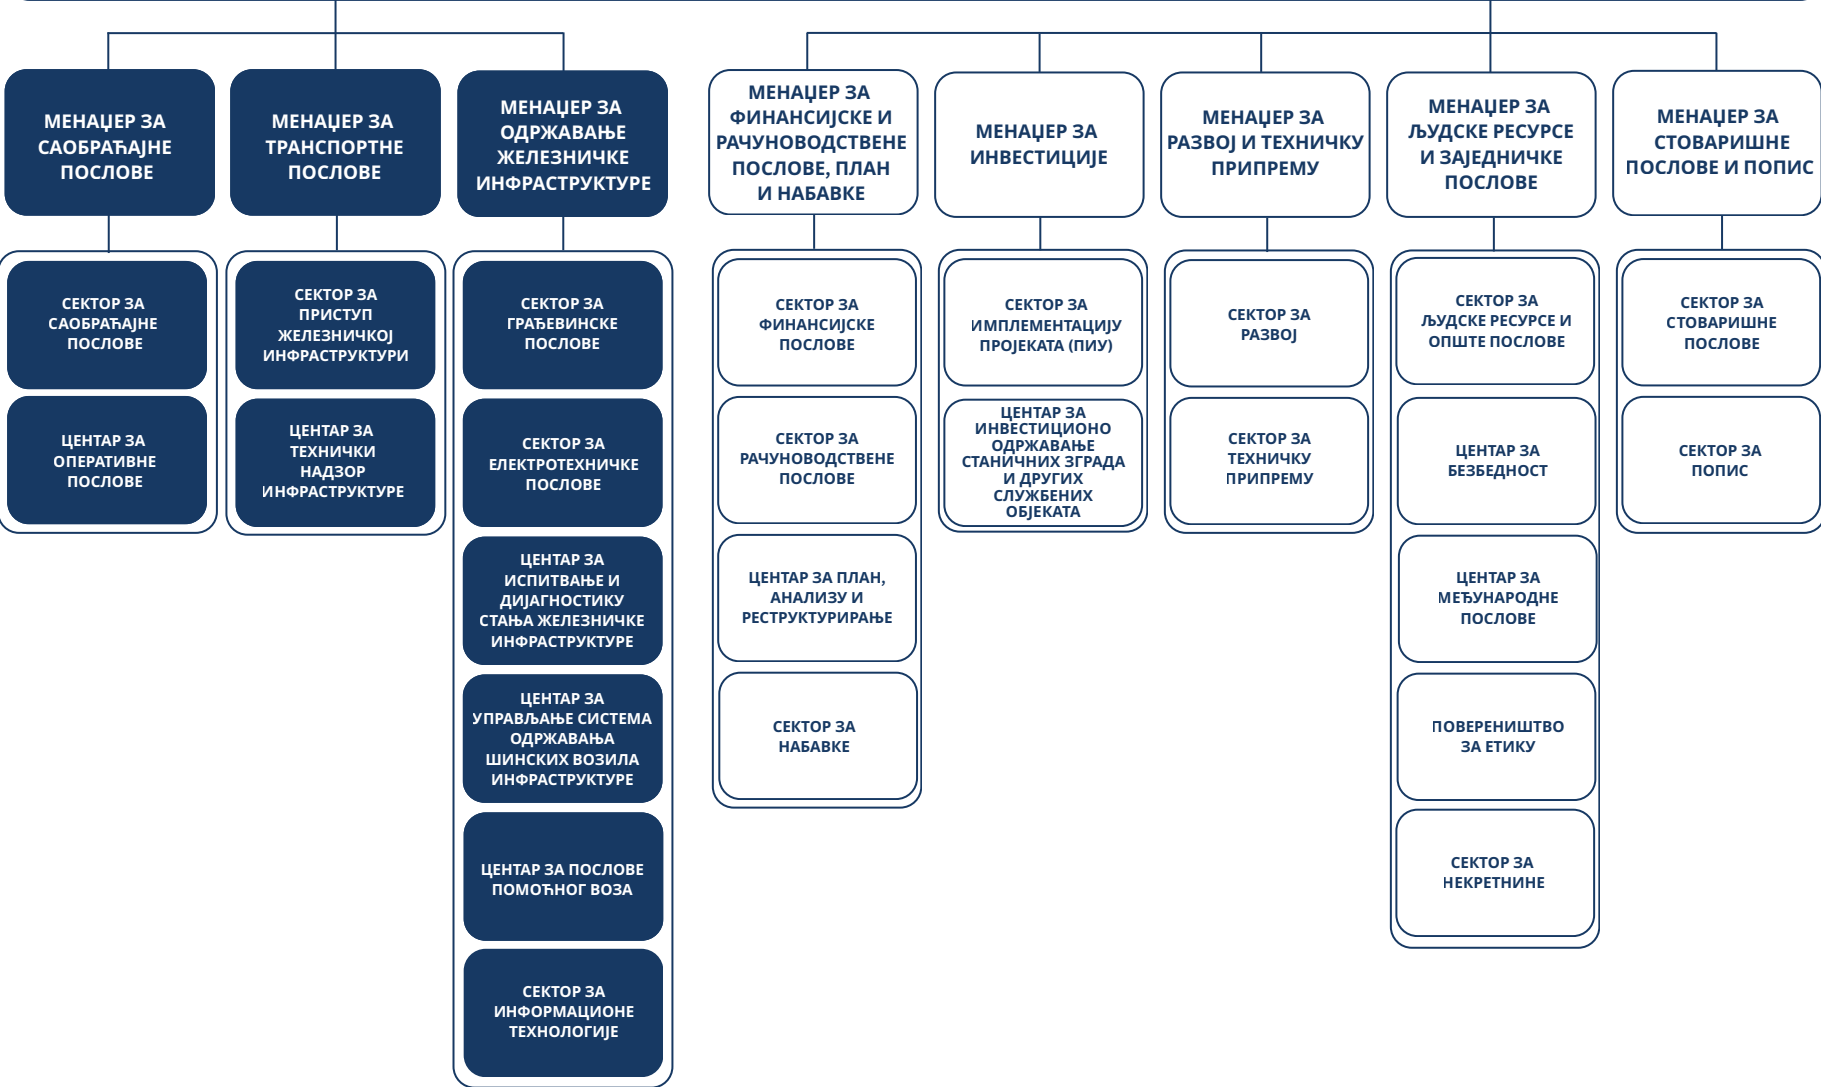 МЕНАЏЕР ЗА
САОБРАЋАЈНЕ
ПОСЛОВЕ
СЕКТОР ЗА
САОБРАЋАЈНЕ
ПОСЛОВЕ
ЦЕНТАР ЗА
ОПЕРАТИВНЕ
ПОСЛОВЕ
МЕНАЏЕР ЗА
ТРАНСПОРТНЕ
ПОСЛОВЕ
СЕКТОР ЗА
ПРИСТУП
ЖЕЛЕЗНИЧКОЈ
ИНФРАСТРУКТУРИ
ЦЕНТАР ЗА
ТЕХНИЧКИ
НАДЗОР
ИНФРАСТРУКТУРЕ
МЕНАЏЕР ЗА
ОДРЖАВАЊЕ
ЖЕЛЕЗНИЧКЕ
ИНФРАСТРУКТУРЕ
СЕКТОР ЗА
ГРАЂЕВИНСКЕ
ПОСЛОВЕ
СЕКТОР ЗА
ЕЛЕКТРОТЕХНИЧКЕ
ПОСЛОВЕ
ЦЕНТАР ЗА
ИСПИТВАЊЕ И
ДИЈАГНОСТИКУ
СТАЊА ЖЕЛЕЗНИЧКЕ
ИНФРАСТРУКТУРЕ
ЦЕНТАР ЗА
УПРАВЉАЊЕ СИСТЕМА
ОДРЖАВАЊА
ШИНСКИХ ВОЗИЛА
ИНФРАСТРУКТУРЕ
ЦЕНТАР ЗА ПОСЛОВЕ
ПОМОЋНОГ ВОЗА
СЕКТОР ЗА
ИНФОРМАЦИОНЕ
ТЕХНОЛОГИЈЕ
МЕНАЏЕР ЗА
ФИНАНСИЈСКЕ И
РАЧУНОВОДСТВЕНЕ
ПОСЛОВЕ, ПЛАН
И НАБАВКЕ
СЕКТОР ЗА
ФИНАНСИЈСКЕ
ПОСЛОВЕ
СЕКТОР ЗА
РАЧУНОВОДСТВЕНЕ
ПОСЛОВЕ
ЦЕНТАР ЗА ПЛАН,
АНАЛИЗУ И
РЕСТРУКТУРИРАЊЕ
СЕКТОР ЗА
НАБАВКЕ
МЕНАЏЕР ЗА
ИНВЕСТИЦИЈЕ
СЕКТОР ЗА
ИМПЛЕМЕНТАЦИЈУ
ПРОЈЕКАТА (ПИУ)
ЦЕНТАР ЗА
ИНВЕСТИЦИОНО
ОДРЖАВАЊЕ
СТАНИЧНИХ ЗГРАДА
И ДРУГИХ
СЛУЖБЕНИХ
ОБЈЕКАТА
МЕНАЏЕР ЗА
РАЗВОЈ И ТЕХНИЧКУ
ПРИПРЕМУ
СЕКТОР ЗА
РАЗВОЈ
СЕКТОР ЗА
ТЕХНИЧКУ
ПРИПРЕМУ
МЕНАЏЕР ЗА
ЉУДСКЕ РЕСУРСЕ
И ЗАЈЕДНИЧКЕ
ПОСЛОВЕ
СЕКТОР ЗА
ЉУДСКЕ РЕСУРСЕ И
ОПШТЕ ПОСЛОВЕ
ЦЕНТАР ЗА
БЕЗБЕДНОСТ
ЦЕНТАР ЗА
МЕЂУНАРОДНЕ
ПОСЛОВЕ
ПОВЕРЕНИШТВО
ЗА ЕТИКУ
СЕКТОР ЗА
НЕКРЕТНИНЕ
МЕНАЏЕР ЗА
СТОВАРИШНЕ
ПОСЛОВЕ И ПОПИС
СЕКТОР ЗА
СТОВАРИШНЕ
ПОСЛОВЕ
СЕКТОР ЗА
ПОПИС